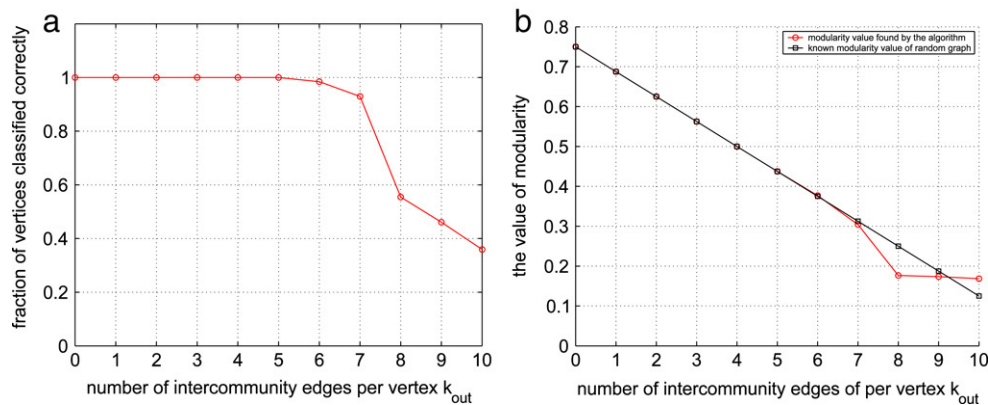 a
fraction of vertices classified correctly
1
0.8
0.6
0.4
0.2
0
0 1 2 3 4 5 6 7 8 9 10
number of intercommunity edges per vertex k_out
b
the value of modularity
0.8
0.7
0.6
0.5
0.4
0.3
0.2
0.1
0 1 2 3 4 5 6 7 8 9 10
number of intercommunity edges of per vertex k_out
modularity value found by the algorithm
known modularity value of random graph